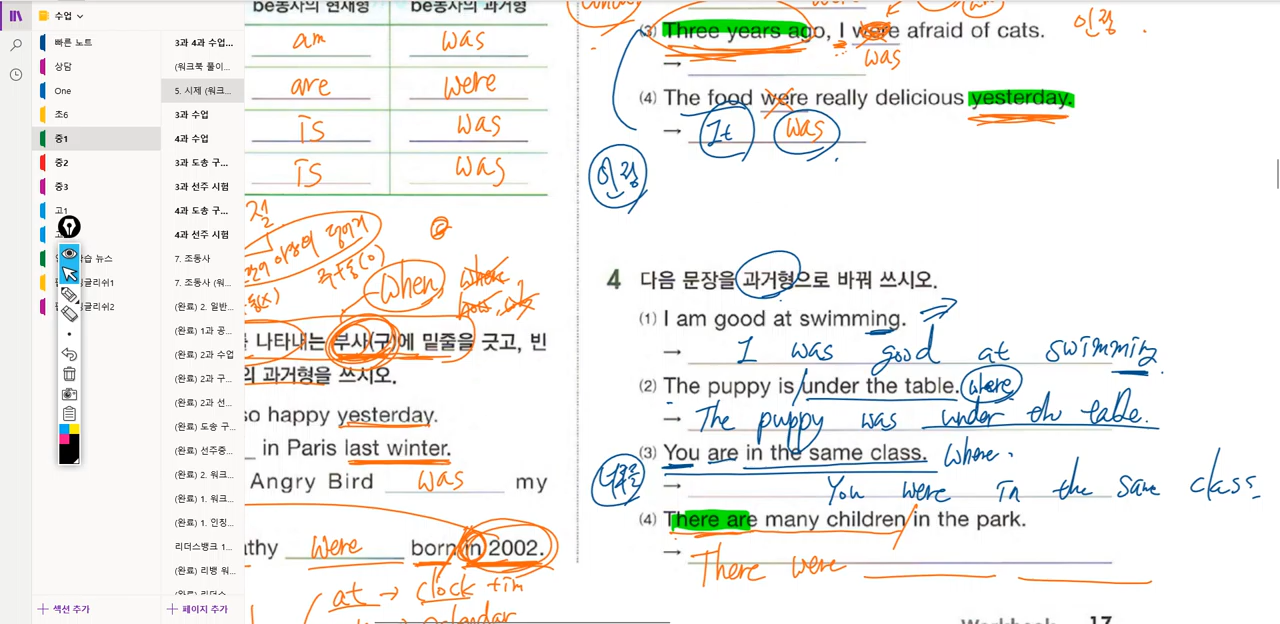 수업
빠른 노트
상담
One
초6
중1
중2
중3
고1
습 뉴스
글리쉬1
글리쉬2
섹션 추가
3과 4과 수업...
(워크북 풀이...
5. 시제 (워크...
3과 수업
4과 수업
3과 도송 구...
3과 선주 시험
4과 도송 구...
4과 선주 시험
7. 조동사
7. 조동사 (워...
(완료) 2. 일반...
(완료) 1과 공...
(완료) 2과 수업
(완료) 2과 구...
(완료) 2과 선...
(완료) 도송 구...
(완료) 선주중...
(완료) 2. 워크...
(완료) 1. 워크...
(완료) 1. 인칭...
리더스뱅크 1...
(완료) 리뱅 워...
페이지 추가
be동사의 현재형 be동사의 과거형
am was
are were
is was
is was
when
나타내는 부사(구)에 밑줄을 긋고, 빈
의 과거형을 쓰시오.
so happy yesterday.
in Paris last winter.
Angry Bird was my
thy were born in 2002.
at → clock
calendar
(3) Three years ago, I were afraid of cats.
→ was
인칭
(4) The food were really delicious yesterday.
→ It was
인칭
4 다음 문장을 과거형으로 바꿔 쓰시오.
(1) I am good at swimming.
→ I was good at swimming
(2) The puppy is under the table. where
→ The puppy was under the table.
(3) You are in the same class. where
→ You were in the same class.
(4) There are many children in the park.
→ There were
Workbook 17